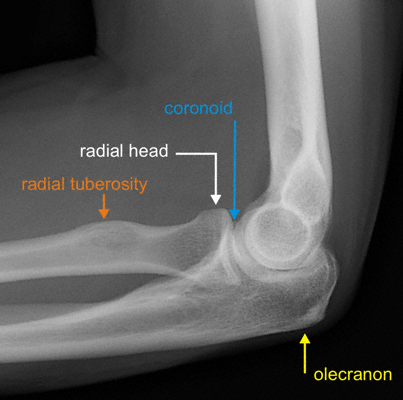 coronoid
radial head
radial tuberosity
olecranon